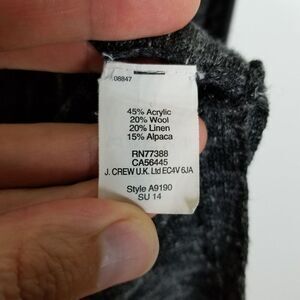 08847
45% Acrylic
20% Wool
20% Linen
15% Alpaca
RN77388
CA56445
J. CREW U.K. Ltd EC4V 6JA
Style A9190
SU 14